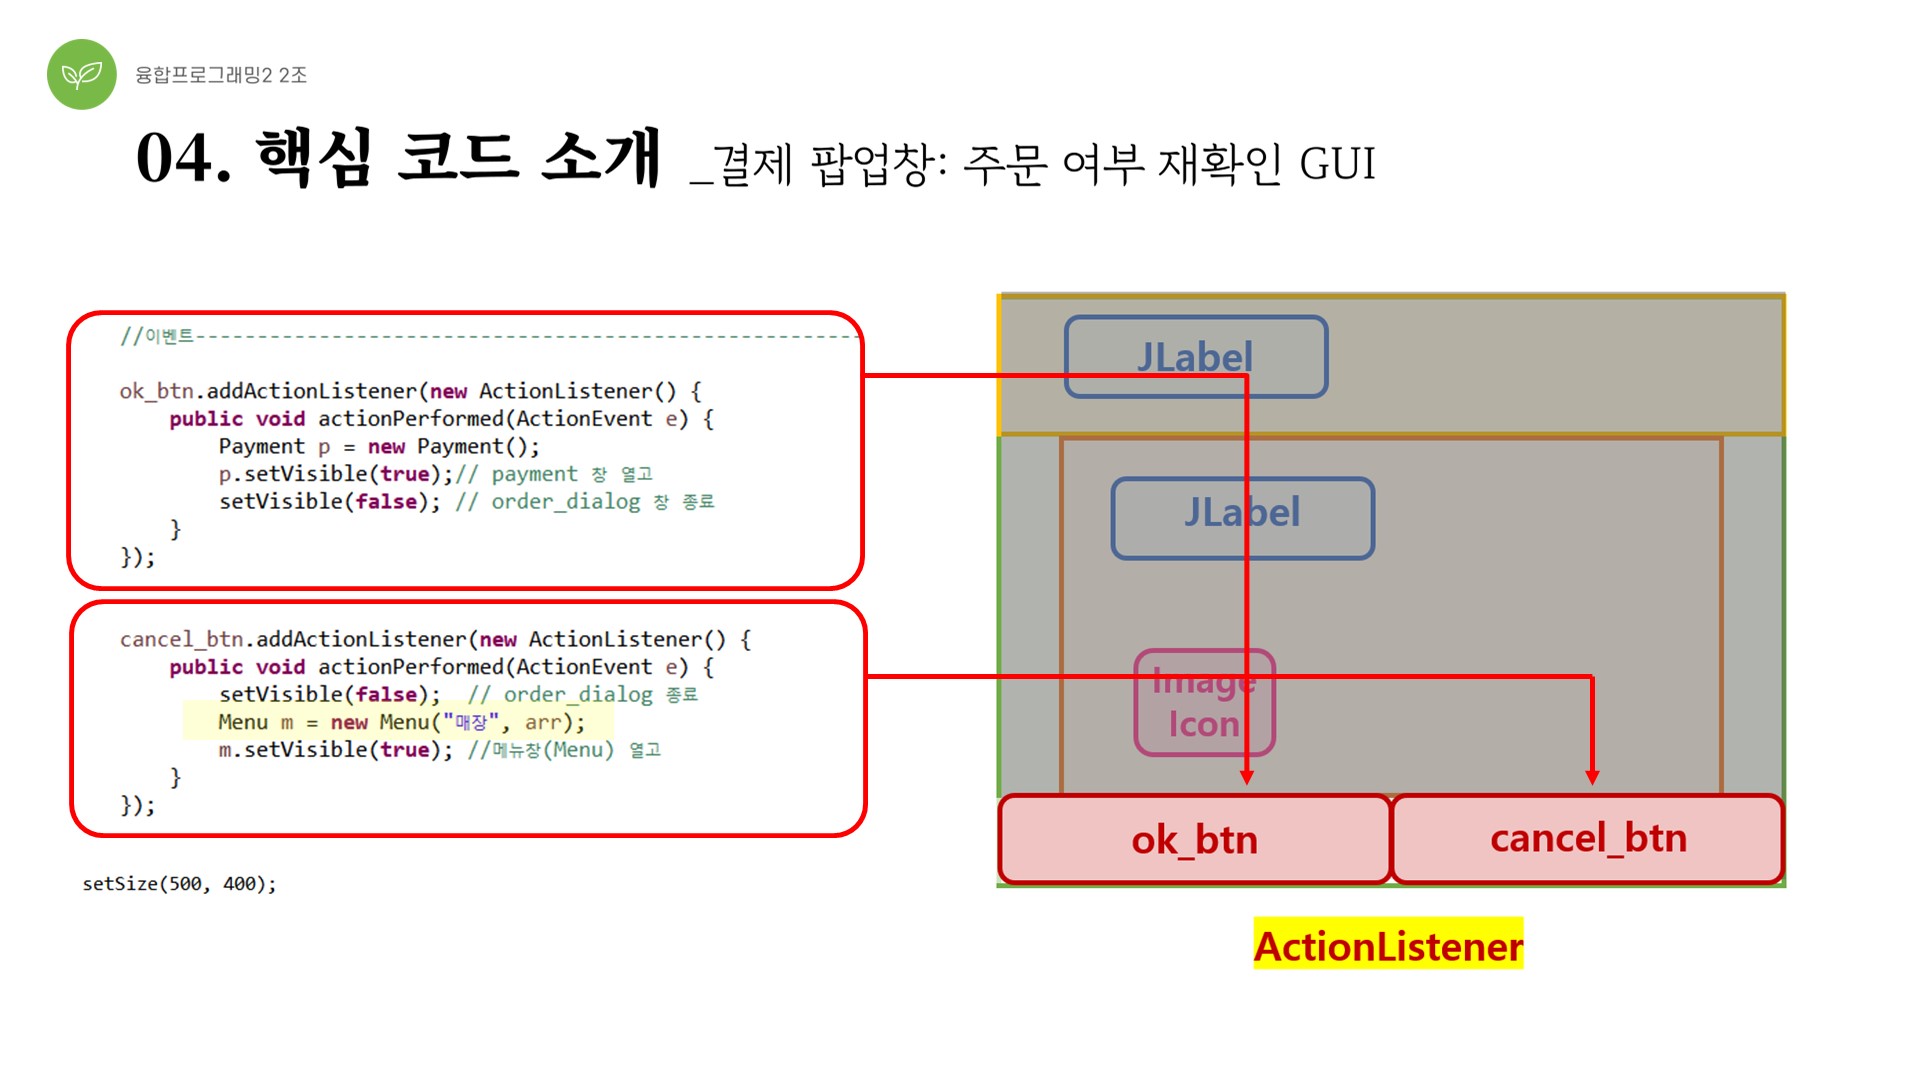 융합프로그래밍2 2조
04. 핵심 코드 소개 _결제 팝업창: 주문 여부 재확인 GUI
//이벤트-----------------------------------------------------
ok_btn.addActionListener(new ActionListener() {
public void actionPerformed(ActionEvent e) {
Payment p = new Payment();
p.setVisible(true);// payment 창 열고
setVisible(false); // order_dialog 창 종료
}
});
cancel_btn.addActionListener(new ActionListener() {
public void actionPerformed(ActionEvent e) {
setVisible(false);  // order_dialog 종료
Menu m = new Menu("매장", arr);
m.setVisible(true); //메뉴창(Menu) 열고
}
});
setSize(500, 400);
JLabel
JLabel
Image
Icon
ok_btn
cancel_btn
ActionListener